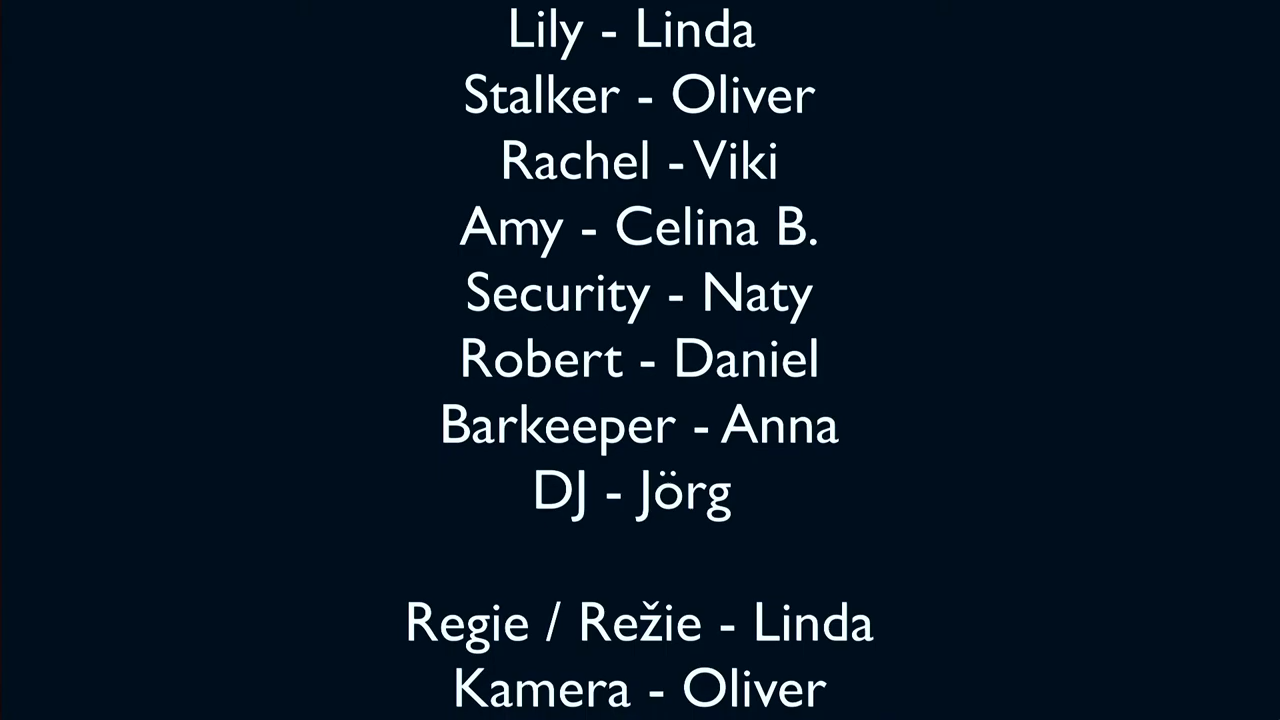 Lily - Linda
Stalker - Oliver
Rachel - Viki
Amy - Celina B.
Security - Naty
Robert - Daniel
Barkeeper - Anna
DJ - Jörg
Regie / Režie - Linda
Kamera - Oliver